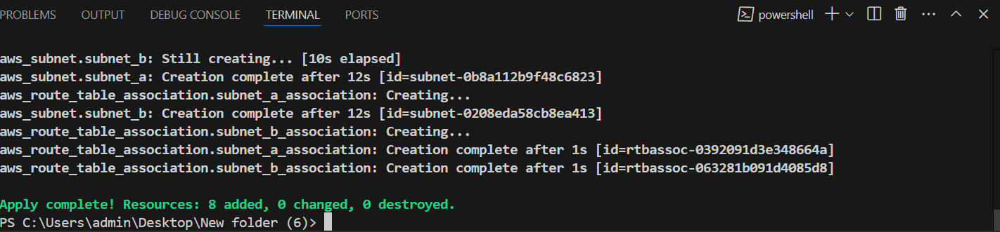 PROBLEMS OUTPUT DEBUG CONSOLE TERMINAL PORTS powershell
aws_subnet.subnet_b: Still creating... [10s elapsed]
aws_subnet.subnet_a: Creation complete after 12s [id=subnet-0b8a112b9f48c6823]
aws_route_table_association.subnet_a_association: Creating...
aws_subnet.subnet_b: Creation complete after 12s [id=subnet-0208eda58cb8ea413]
aws_route_table_association.subnet_b_association: Creating...
aws_route_table_association.subnet_a_association: Creation complete after 1s [id=rtbassoc-0392091d3e348664a]
aws_route_table_association.subnet_b_association: Creation complete after 1s [id=rtbassoc-063281b091d4085d8]
Apply complete! Resources: 8 added, 0 changed, 0 destroyed.
PS C:\Users\admin\Desktop\New folder (6)>